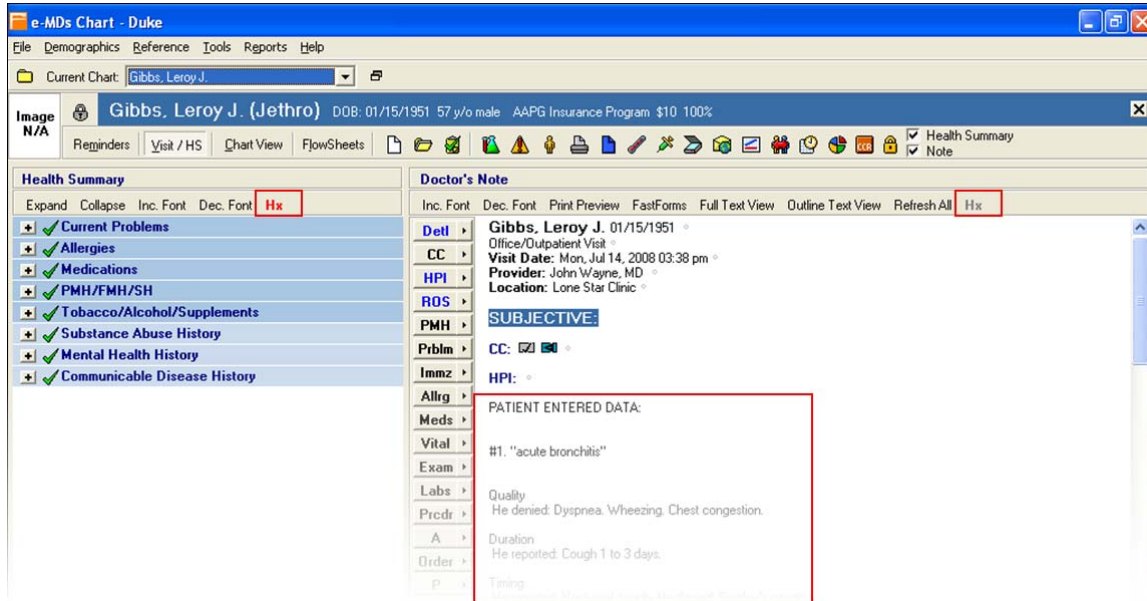 e-MDs Chart - Duke
File Demographics Reference Tools Reports Help
Current Chart: Gibbs, Leroy J.
Image N/A
Gibbs, Leroy J. (Jethro) DOB: 01/15/1951 57 y/o male AAPG Insurance Program $10 100%
Reminders Visit / HS Chart View FlowSheets CCR Health Summary
Note
Health Summary
Expand Collapse Inc. Font Dec. Font Hx
Current Problems
Allergies
Medications
PMH/FMH/SH
Tobacco/Alcohol/Supplements
Substance Abuse History
Mental Health History
Communicable Disease History
Doctor's Note
Inc. Font Dec. Font Print Preview FastForms Full Text View Outline Text View Refresh All Hx
Detl
CC
HPI
ROS
PMH
Prblm
Immz
Allrg
Meds
Vital
Exam
Labs
Prcdr
A
Order
P
Gibbs, Leroy J. 01/15/1951
Office/Outpatient Visit
Visit Date: Mon, Jul 14, 2008 03:38 pm
Provider: John Wayne, MD
Location: Lone Star Clinic
SUBJECTIVE:
CC:
HPI:
PATIENT ENTERED DATA:
#1. "acute bronchitis"
Quality
He denied: Dyspnea. Wheezing. Chest congestion.
Duration
He reported: Cough 1 to 3 days.
Timing